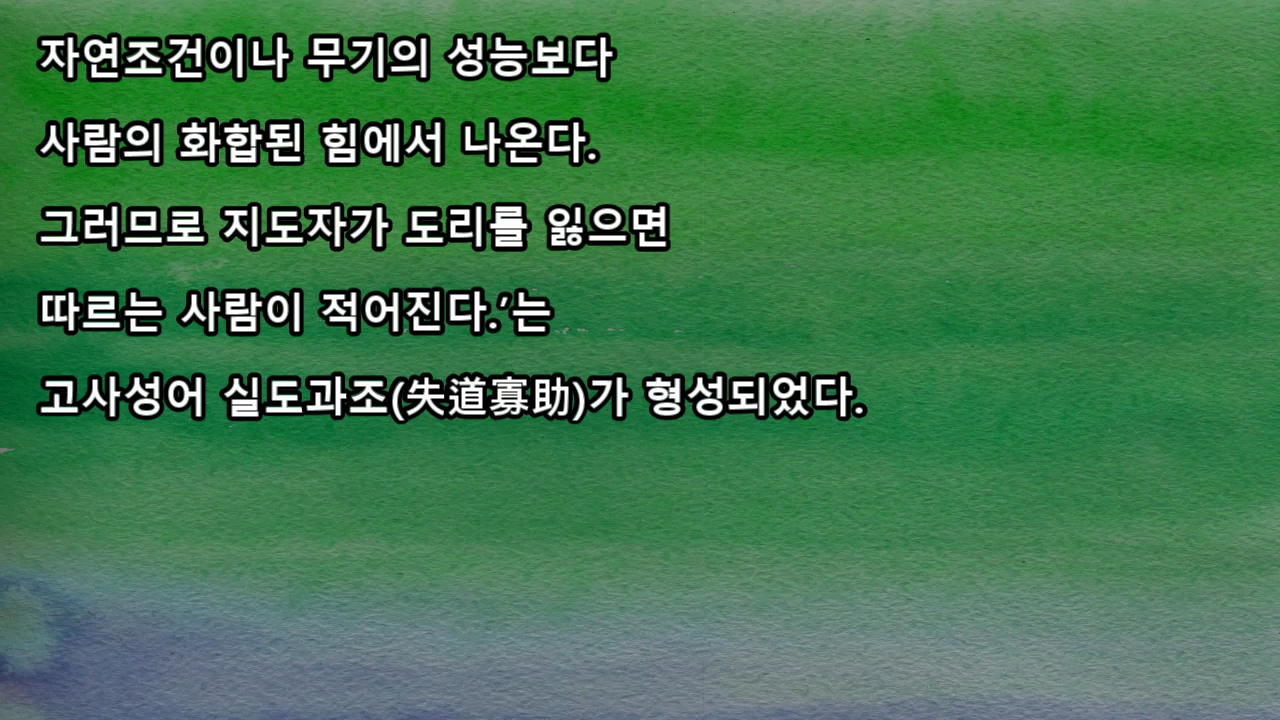 자연조건이나 무기의 성능보다
사람의 화합된 힘에서 나온다.
그러므로 지도자가 도리를 잃으면
따르는 사람이 적어진다.’는
고사성어 실도과조(失道寡助)가 형성되었다.